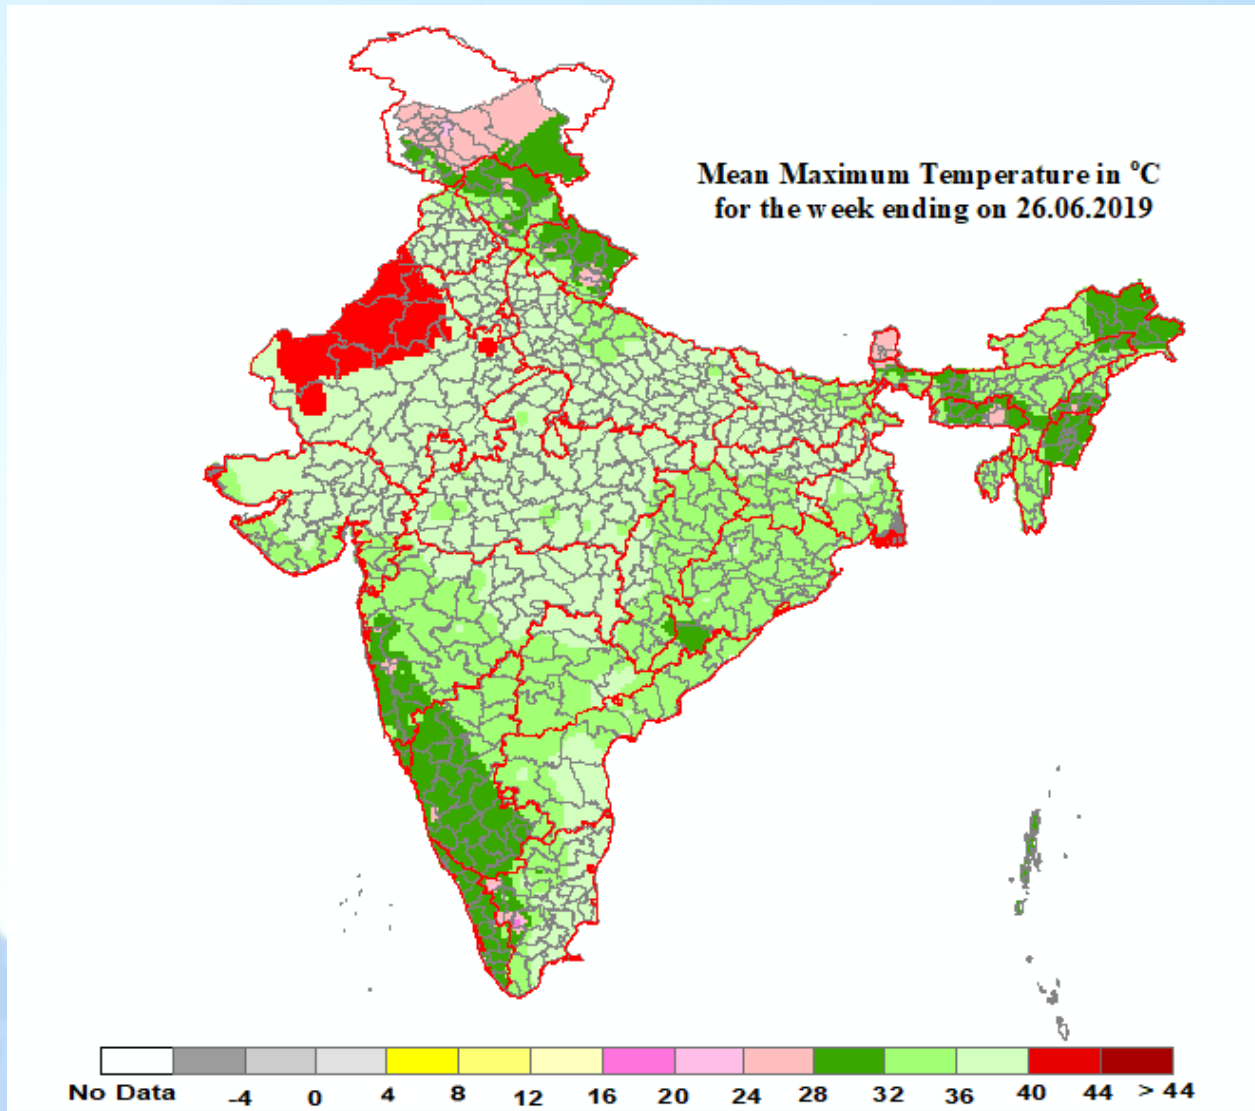 Mean Maximum Temperature in °C
for the week ending on 26.06.2019
No Data -4 0 4 8 12 16 20 24 28 32 36 40 44 > 44